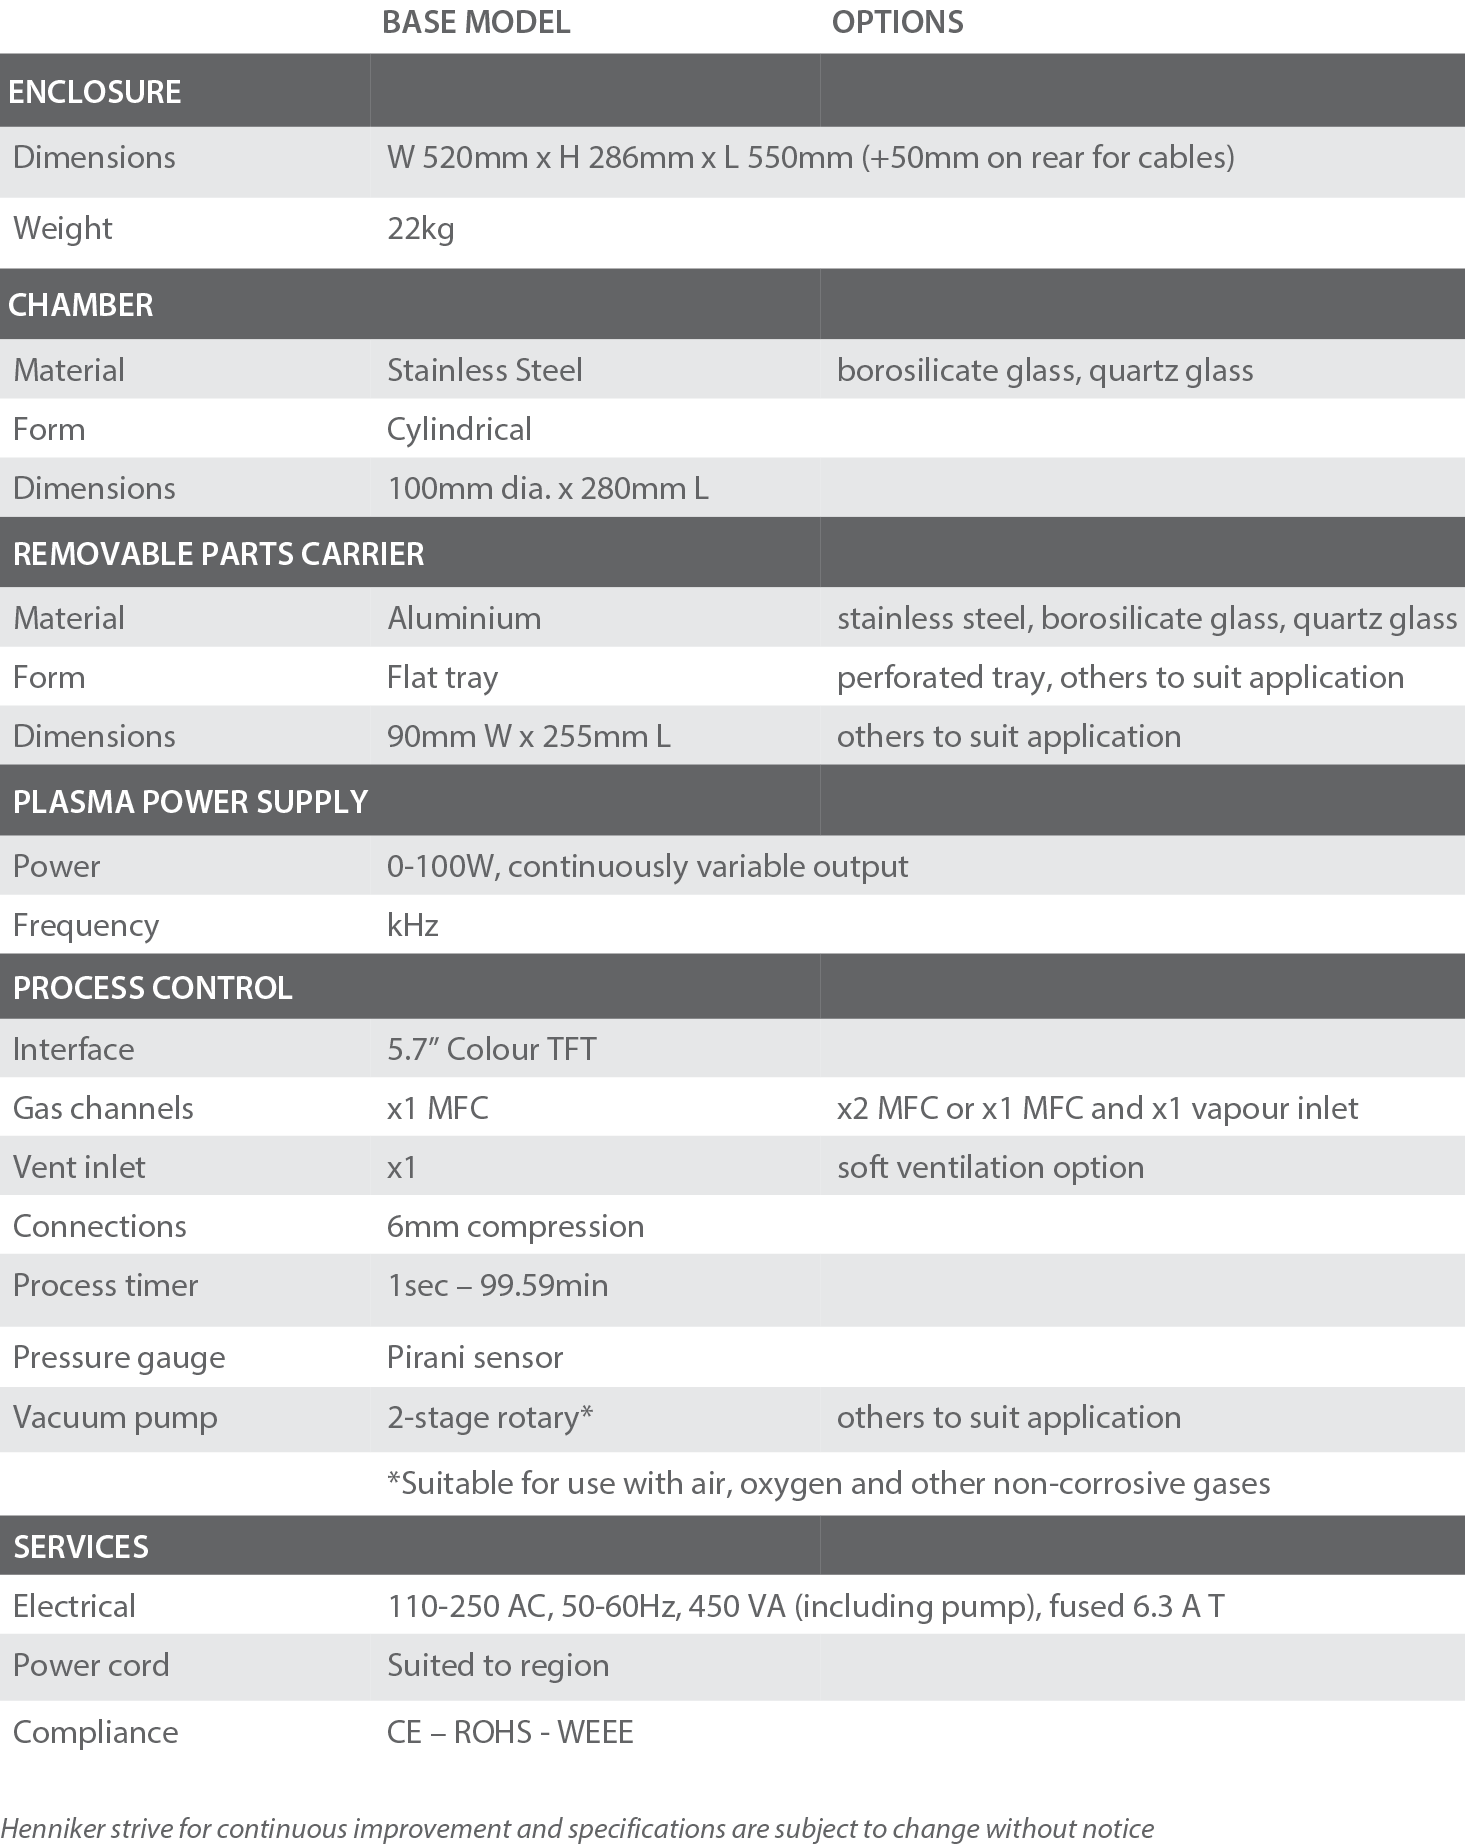 BASE MODEL OPTIONS
ENCLOSURE
Dimensions W 520mm x H 286mm x L 550mm (+50mm on rear for cables)
Weight 22kg
CHAMBER
Material Stainless Steel borosilicate glass, quartz glass
Form Cylindrical
Dimensions 100mm dia. x 280mm L
REMOVABLE PARTS CARRIER
Material Aluminium stainless steel, borosilicate glass, quartz glass
Form Flat tray perforated tray, others to suit application
Dimensions 90mm W x 255mm L others to suit application
PLASMA POWER SUPPLY
Power 0-100W, continuously variable output
Frequency kHz
PROCESS CONTROL
Interface 5.7” Colour TFT
Gas channels x1 MFC x2 MFC or x1 MFC and x1 vapour inlet
Vent inlet x1 soft ventilation option
Connections 6mm compression
Process timer 1sec – 99.59min
Pressure gauge Pirani sensor
Vacuum pump 2-stage rotary* others to suit application
*Suitable for use with air, oxygen and other non-corrosive gases
SERVICES
Electrical 110-250 AC, 50-60Hz, 450 VA (including pump), fused 6.3 A T
Power cord Suited to region
Compliance CE – ROHS - WEEE
Henniker strive for continuous improvement and specifications are subject to change without notice